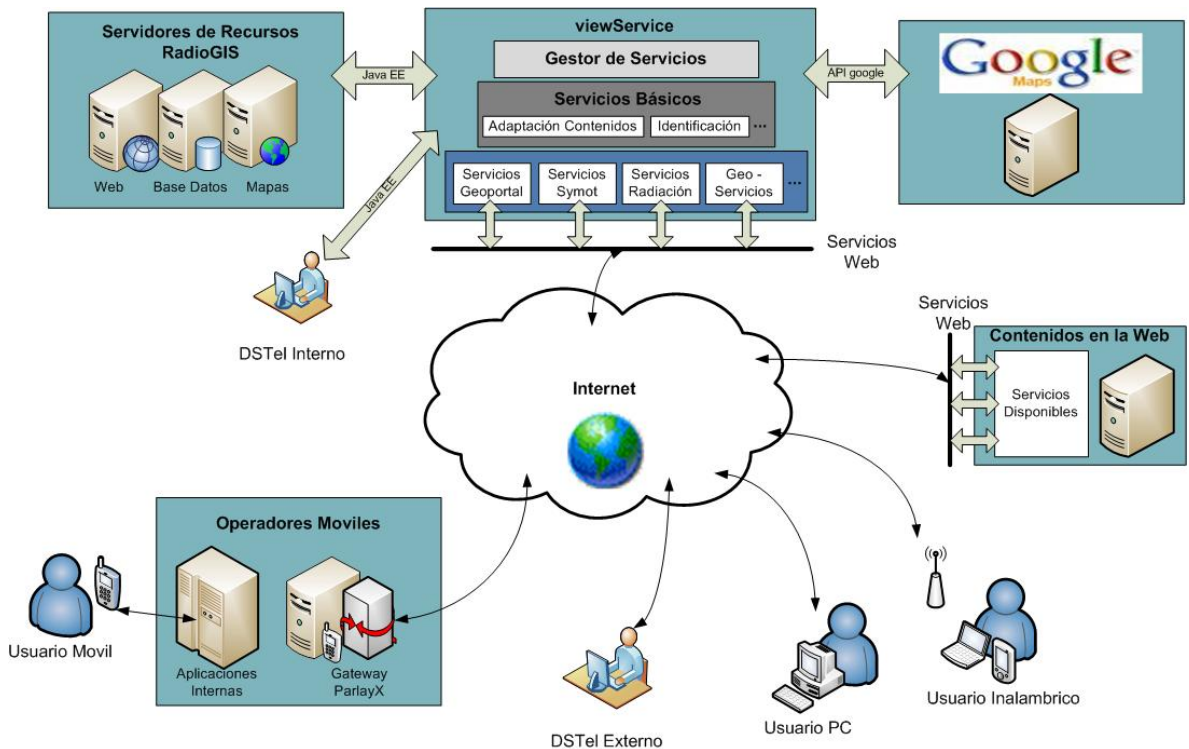 Servidores de Recursos
RadioGIS
Web
Base Datos
Mapas
Java EE
Java EE
viewService
Gestor de Servicios
Servicios Básicos
Adaptación Contenidos
Identificación
...
Servicios
Geoportal
Servicios
Symot
Servicios
Radiación
Geo -
Servicios
...
API google
Google
Maps
Servicios
Web
DSTel Interno
Internet
Servicios
Web
Contenidos en la Web
Servicios
Disponibles
Operadores Moviles
Usuario Movil
Aplicaciones
Internas
Gateway
ParlayX
DSTel Externo
Usuario PC
Usuario Inalambrico